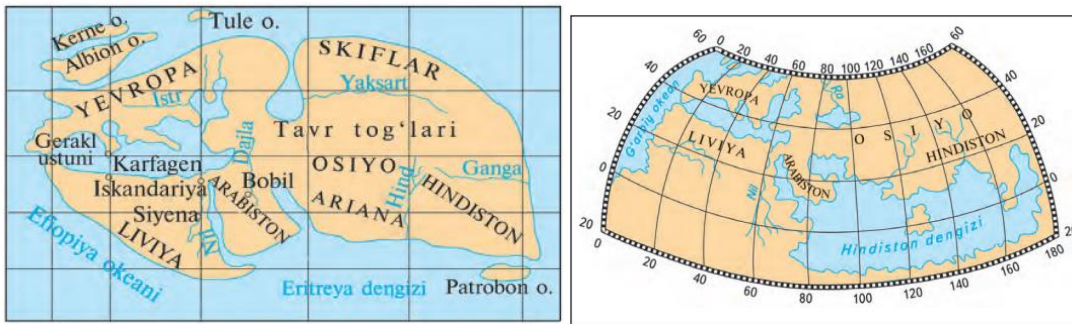 Tule o.
Kerne o.
Albion o.
YEVROPA
SKIFLAR
Istr
Yaksart
Tavr tog‘lari
Gerakl
ustuni
Karfagen
Dajla
OSIYO
Ganga
Iskandariya
Bobil
Hind
HINDISTON
Siyena
ARABISTON
ARIANA
LIVIYA
Nil
Effiopiya okeani
Eritreya dengizi
Patrobon o.
60 0 20 40 60 80 100 120 140 60
40 40
20 20
0 0
20
G‘arbiy okean
YEVROPA
Ra
OSIYO
LIVIYA
ARABISTON
HINDISTON
Nil
Hindiston dengizi
0 20 40 60 80 100 120 140 160 180